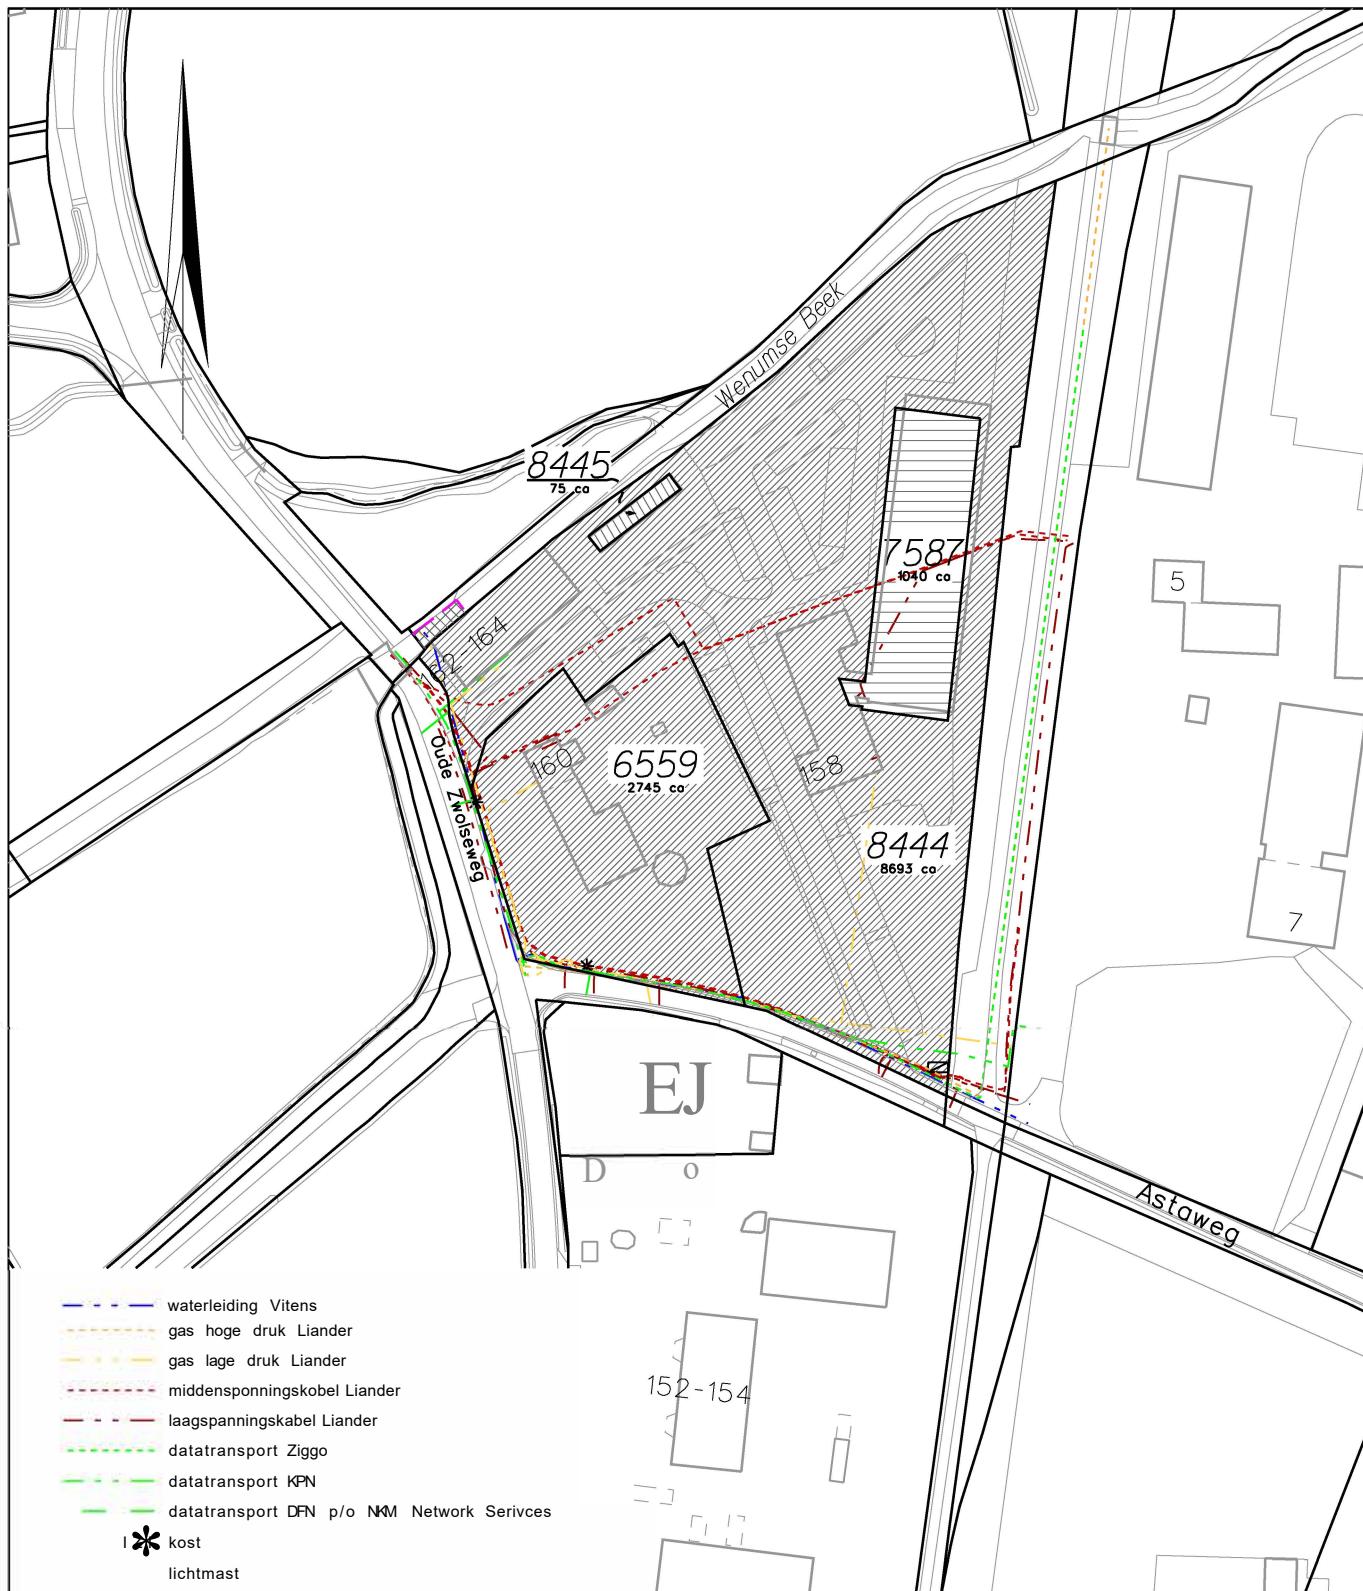 Wenumse Beek
8445
75 ca
7587
1040 ca
5
162-164
Oude Zwolseweg
160
6559
2745 ca
158
8444
8693 ca
7
EJ
D o
Astaweg
152-154
waterleiding Vitens
gas hoge druk Liander
gas lage druk Liander
middensponningskobel Liander
laagspanningskabel Liander
datatransport Ziggo
datatransport KPN
datatransport DFN p/o NKM Network Serivces
kost
lichtmast